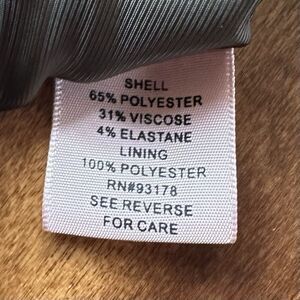 SHELL
65% POLYESTER
31% VISCOSE
4% ELASTANE
LINING
100% POLYESTER
RN#93178
SEE REVERSE
FOR CARE